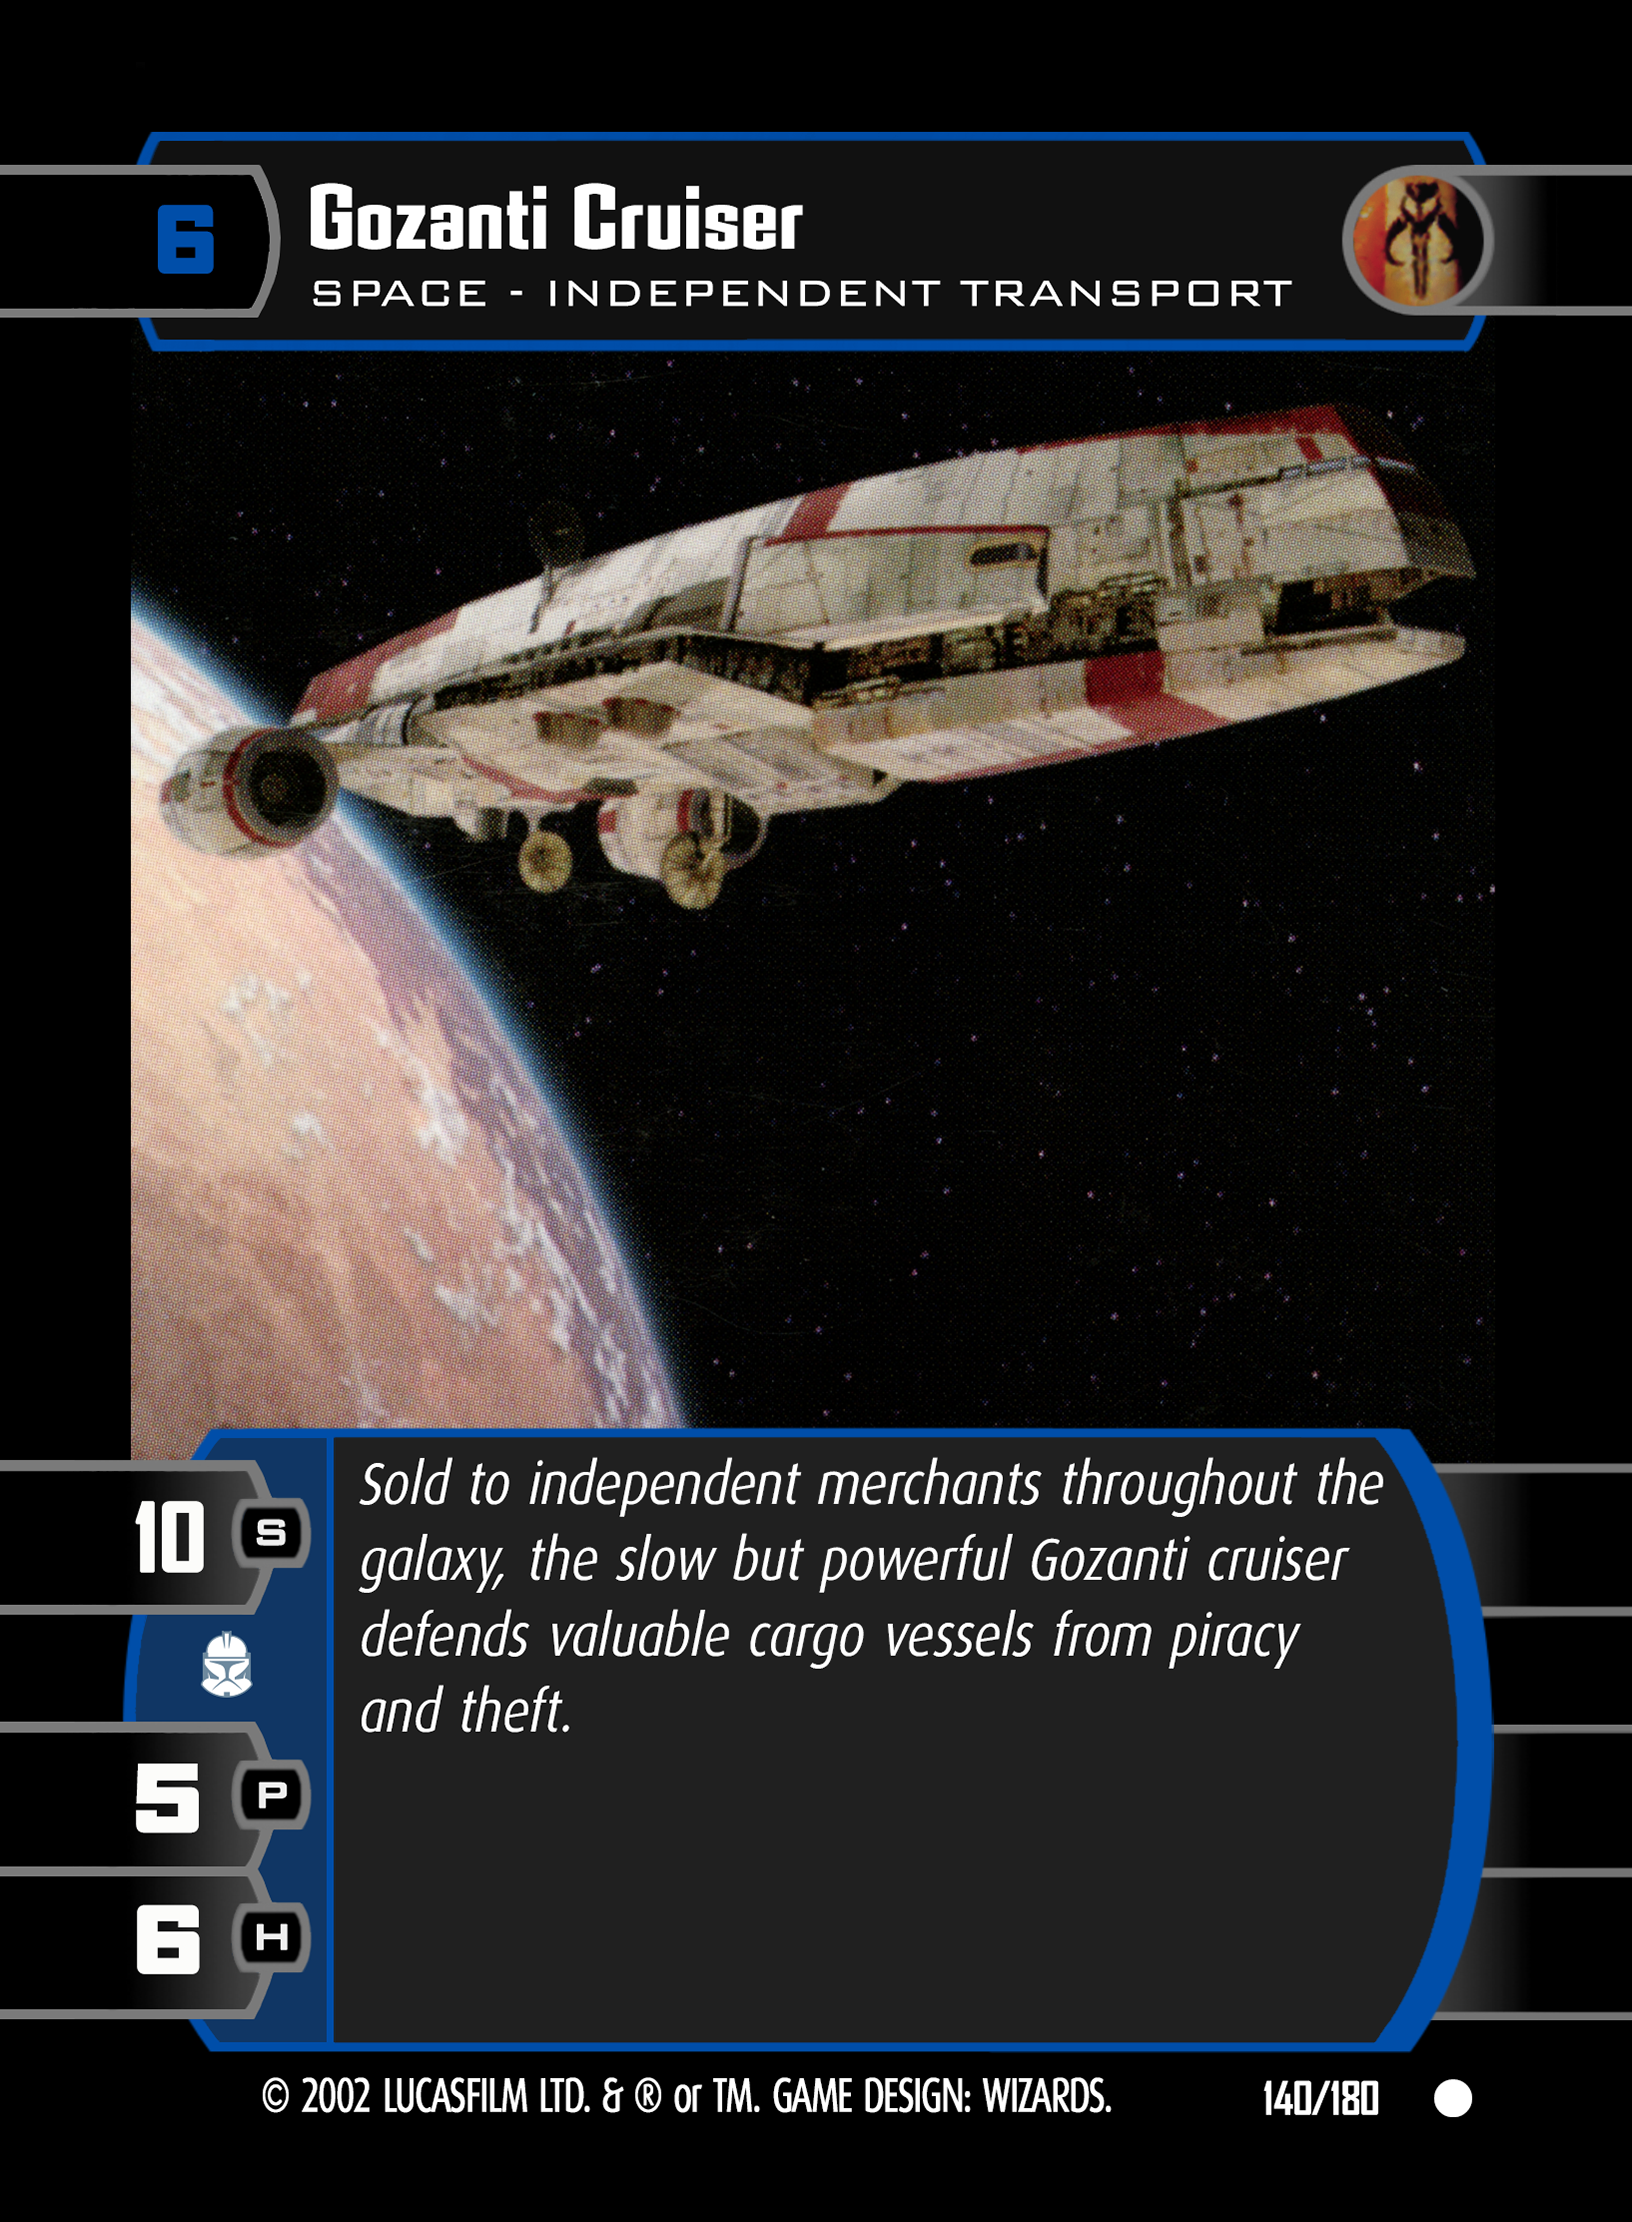 6
Gozanti Cruiser
SPACE - INDEPENDENT TRANSPORT
10 S
5 P
6 H
Sold to independent merchants throughout the
galaxy, the slow but powerful Gozanti cruiser
defends valuable cargo vessels from piracy
and theft.
© 2002 LUCASFILM LTD. & ® or TM. GAME DESIGN: WIZARDS.
140/180